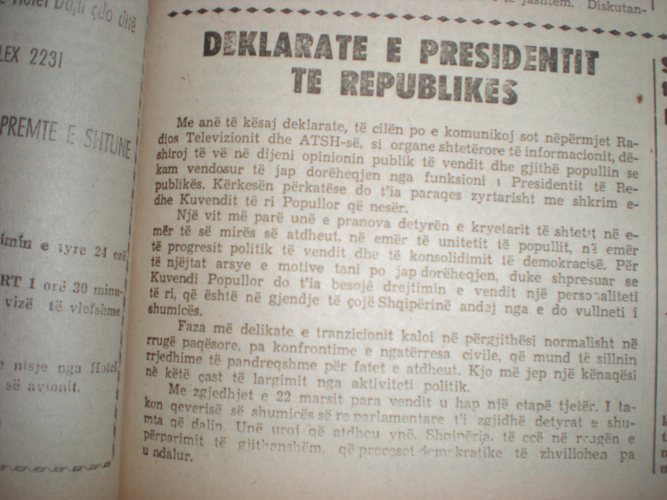 Hotel Dajti çdo ditë
LEX 2231
PREMTE E SHTUNE
imin e tyre 24 orë
RT 1 orë 30 minu-
vizë të vlefshme
nisje nga Hotel
së avionit.
jashtëm. Diskutan-
DEKLARATE E PRESIDENTIT
TE REPUBLIKES
Me anë të kësaj deklarate, të cilën po e komunikoj sot nëpërmjet Ra-
dios Televizionit dhe ATSH-së, si organe shtetërore të informacionit, dë-
shiroj të vë në dijeni opinionin publik të vendit dhe gjithë popullin se
kam vendosur të jap dorëheqjen nga funksioni i Presidentit të Re-
publikës. Kërkesën përkatëse do t'ia paraqes zyrtarisht me shkrim e-
dhe Kuvendit të ri Popullor që nesër.
Një vit më parë unë e pranova detyrën e kryetarit të shtetit në e-
mër të së mirës së atdheut, në emër të unitetit të popullit, në emër
të progresit politik të vendit dhe të konsolidimit të demokracisë. Për
të njëjtat arsye e motive tani po jap dorëheqjen, duke shpresuar se
Kuvendi Popullor do t'ia besojë drejtimin e vendit një personaliteti
të ri, që është në gjendje të çojë Shqipërinë andej nga e do vullneti i
shumicës.
Faza më delikate e tranzicionit kaloi në përgjithësi normalisht në
rrugë paqësore, pa konfrontime e ngatërresa civile, që mund të sillnin
rrjedhime të pandreqshme për fatet e atdheut. Kjo më jep një kënaqësi
në këtë çast të largimit nga aktiviteti politik.
Me zgjedhjet e 22 marsit para vendit u hap një etapë tjetër. I ta-
kon qeverisë së shumicës së re parlamentare t'i zgjidhë detyrat e shu-
mta që dalin. Unë uroj që atdheu ynë, Shqipëria, të ecë në rrugën e
përparimit të gjithanshëm, që proceset demokratike të zhvillohen pa
u ndalur.